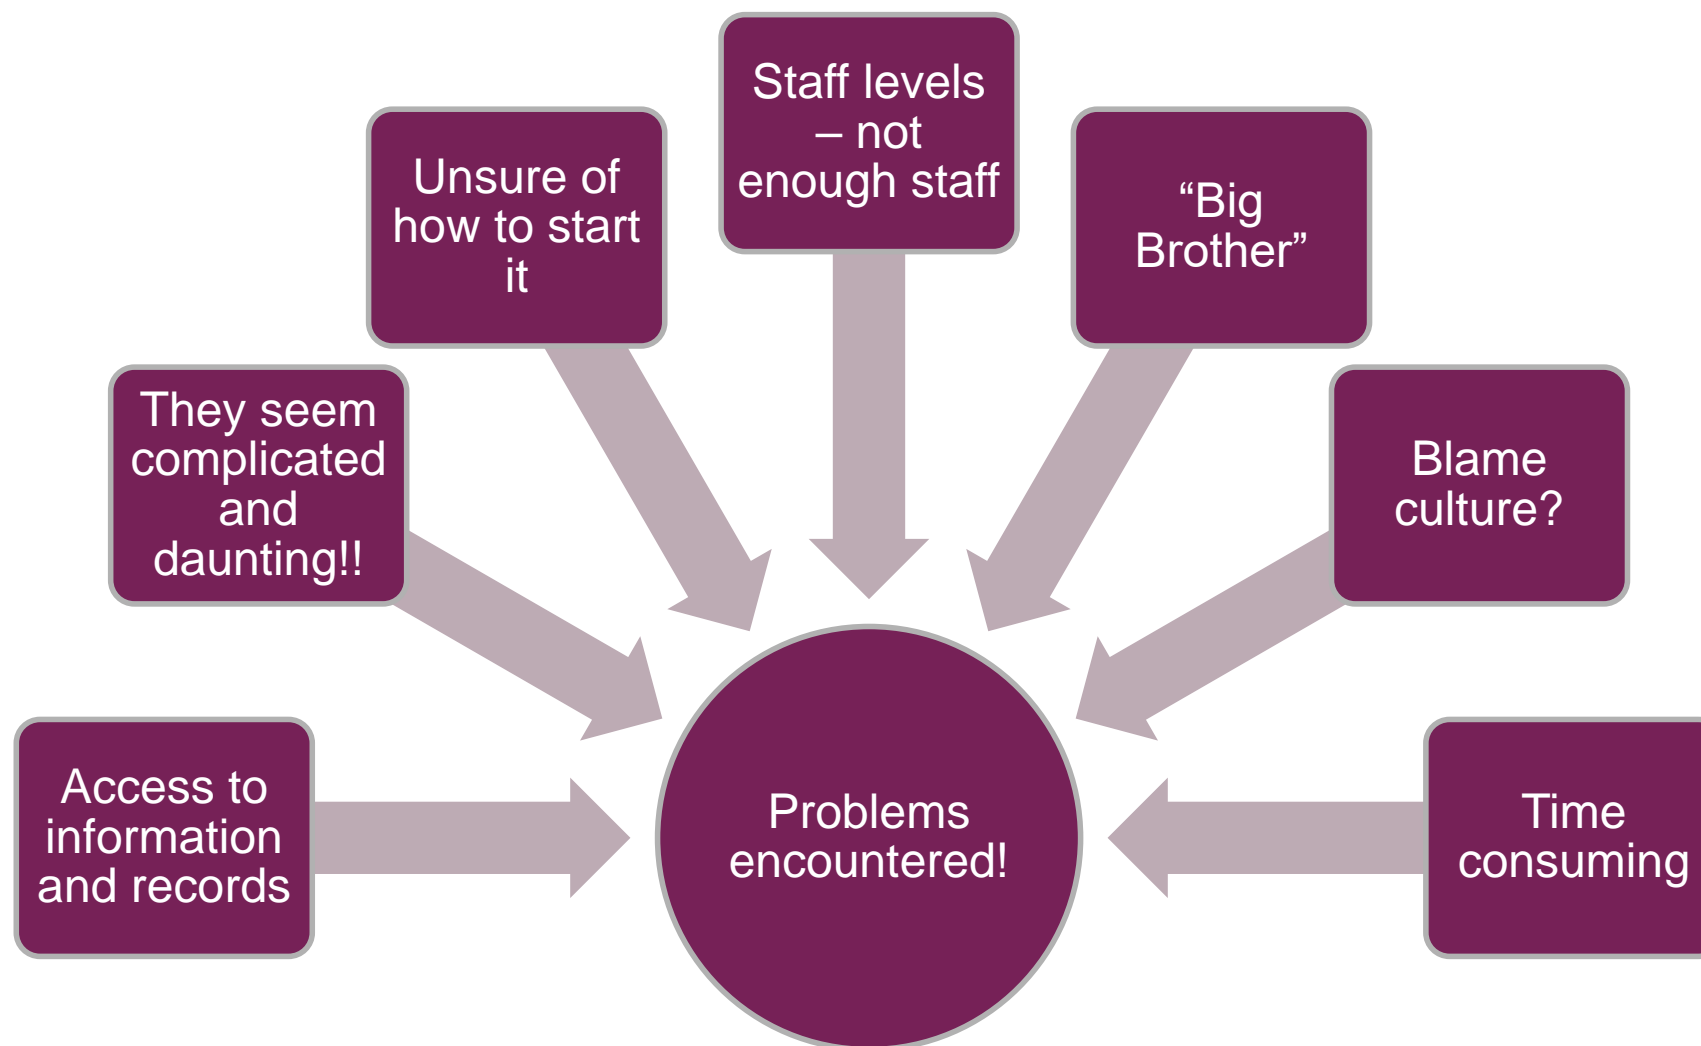 Access to
information
and records
They seem
complicated
and
daunting!!
Unsure of
how to start
it
Staff levels
– not
enough staff
“Big
Brother”
Blame
culture?
Time
consuming
Problems
encountered!